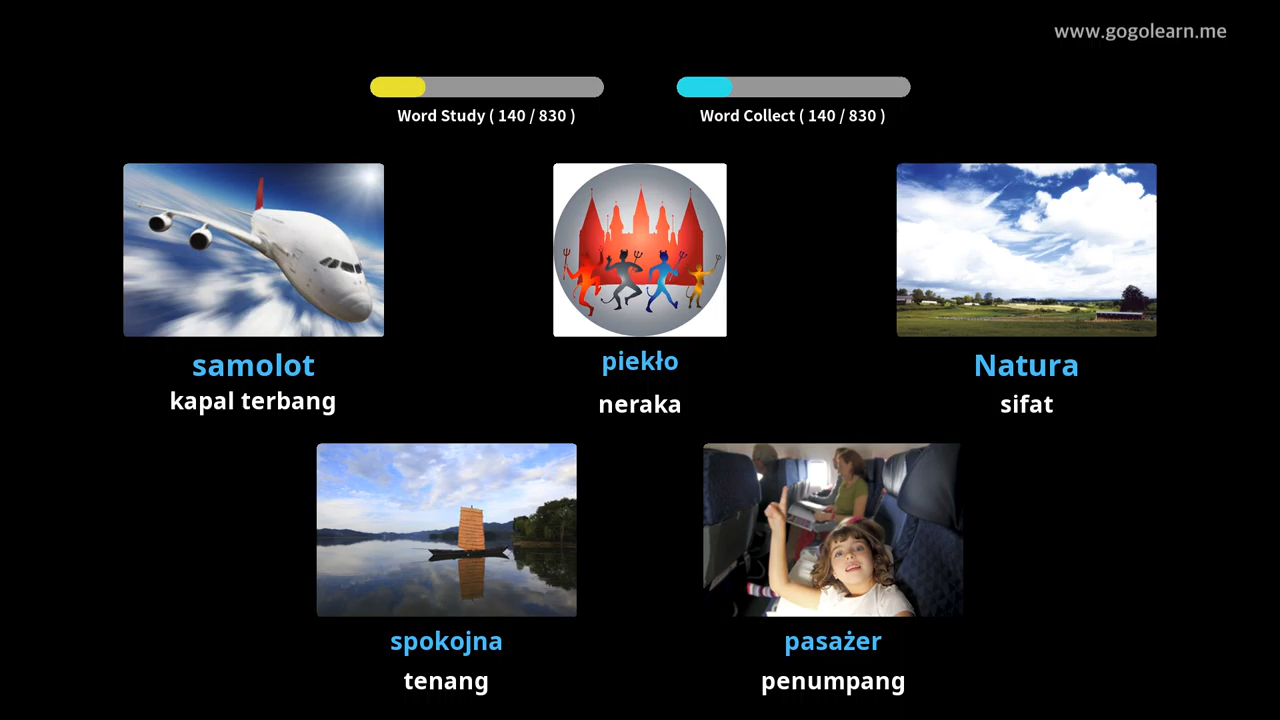 www.gogolearn.me
Word Study ( 140 / 830 )
Word Collect ( 140 / 830 )
samolot
kapal terbang
piekło
neraka
Natura
sifat
spokojna
tenang
pasażer
penumpang